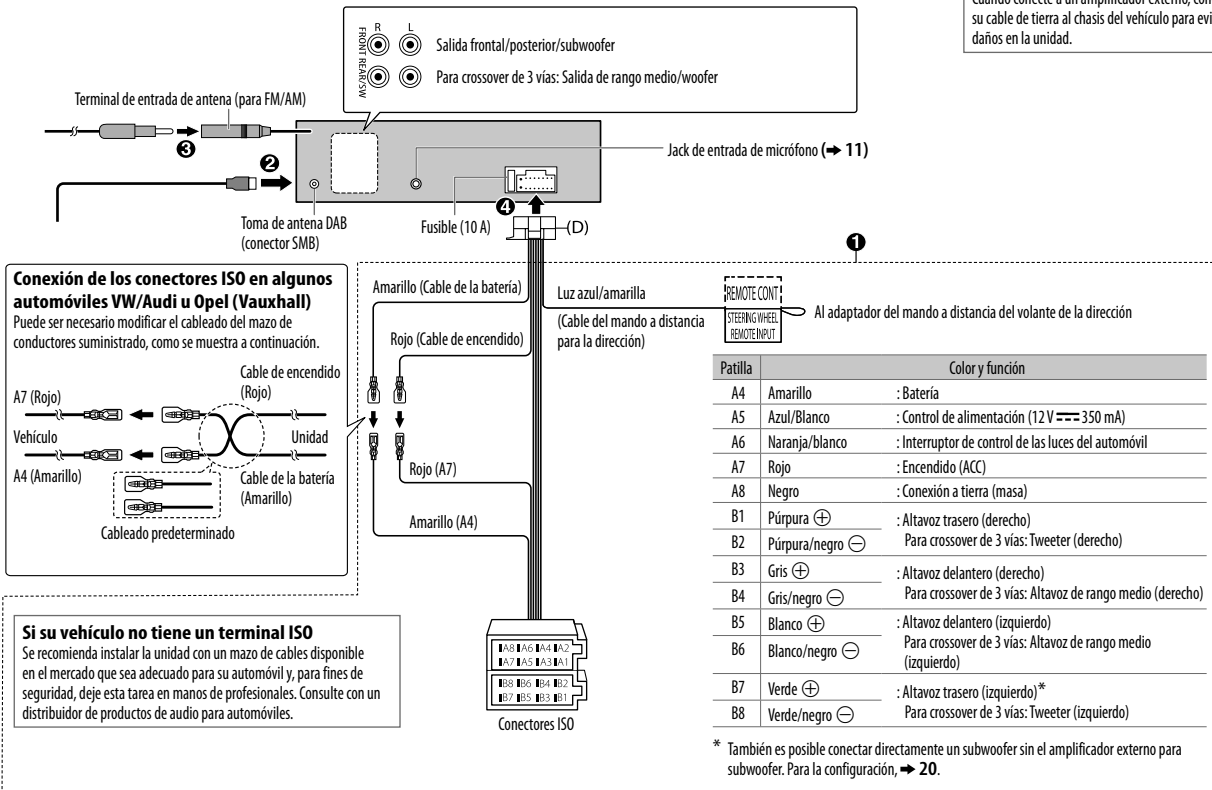 Cuando conecte a un amplificador externo, con
su cable de tierra al chasis del vehículo para evi
daños en la unidad.
R L
FRONT REAR/SW
Salida frontal/posterior/subwoofer
Para crossover de 3 vías: Salida de rango medio/woofer
Terminal de entrada de antena (para FM/AM)
3
2
Jack de entrada de micrófono (➜ 11)
Toma de antena DAB
(conector SMB)
Fusible (10 A)
4
(D)
1
Conexión de los conectores ISO en algunos
automóviles VW/Audi u Opel (Vauxhall)
Puede ser necesario modificar el cableado del mazo de
conductores suministrado, como se muestra a continuación.
Cable de encendido
(Rojo)
A7 (Rojo)
Vehículo
Unidad
A4 (Amarillo)
Cable de la batería
(Amarillo)
Cableado predeterminado
Amarillo (Cable de la batería)
Rojo (Cable de encendido)
Luz azul/amarilla
(Cable del mando a distancia
para la dirección)
REMOTE CONT
STEERING WHEEL
REMOTE INPUT
Al adaptador del mando a distancia del volante de la dirección
Rojo (A7)
Amarillo (A4)
A8 A6 A4 A2
A7 A5 A3 A1
B8 B6 B4 B2
B7 B5 B3 B1
Conectores ISO
Si su vehículo no tiene un terminal ISO
Se recomienda instalar la unidad con un mazo de cables disponible
en el mercado que sea adecuado para su automóvil y, para fines de
seguridad, deje esta tarea en manos de profesionales. Consulte con un
distribuidor de productos de audio para automóviles.
Patilla Color y función
A4 Amarillo : Batería
A5 Azul/Blanco : Control de alimentación (12 V ⎓ 350 mA)
A6 Naranja/blanco : Interruptor de control de las luces del automóvil
A7 Rojo : Encendido (ACC)
A8 Negro : Conexión a tierra (masa)
B1 Púrpura ⊕ : Altavoz trasero (derecho)
B2 Púrpura/negro ⊖ Para crossover de 3 vías: Tweeter (derecho)
B3 Gris ⊕ : Altavoz delantero (derecho)
B4 Gris/negro ⊖ Para crossover de 3 vías: Altavoz de rango medio (derecho)
B5 Blanco ⊕ : Altavoz delantero (izquierdo)
B6 Blanco/negro ⊖ Para crossover de 3 vías: Altavoz de rango medio
(izquierdo)
B7 Verde ⊕ : Altavoz trasero (izquierdo)*
B8 Verde/negro ⊖ Para crossover de 3 vías: Tweeter (izquierdo)
* También es posible conectar directamente un subwoofer sin el amplificador externo para
subwoofer. Para la configuración, ➜ 20.